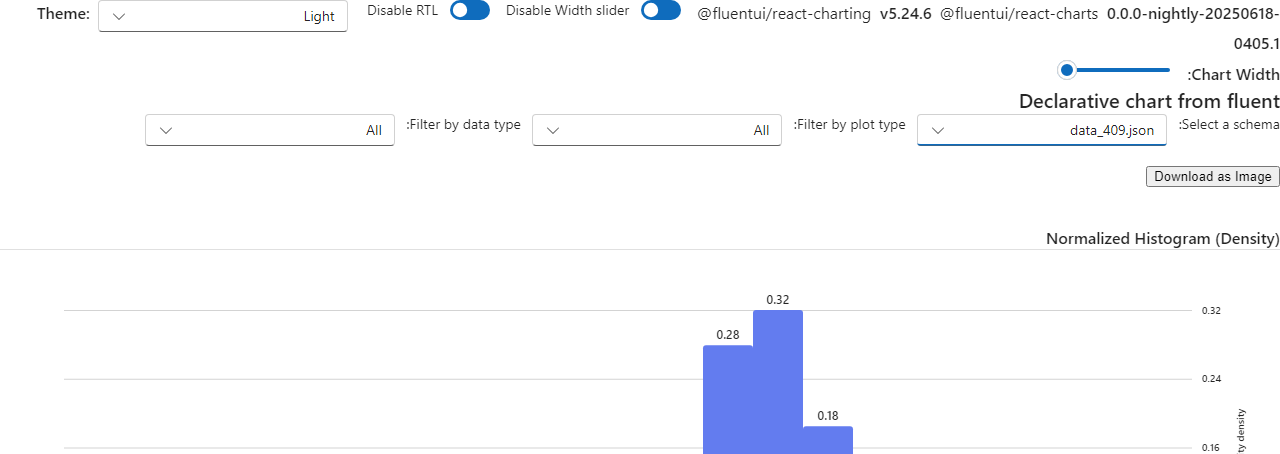 Theme: Light Disable RTL Disable Width slider @fluentui/react-charting v5.24.6 @fluentui/react-charts 0.0.0-nightly-20250618-
0405.1
:Chart Width
Declarative chart from fluent
:Select a schema data_409.json :Filter by plot type All :Filter by data type All
Download as Image
Normalized Histogram (Density)
0.32
0.32
0.28
0.24
0.18
0.16
density